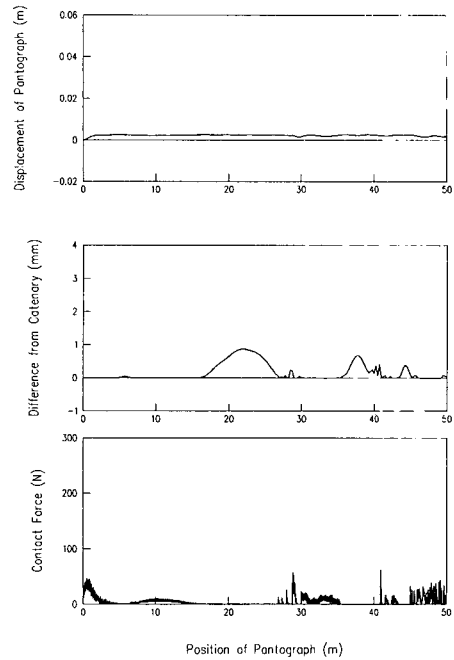 Displacement of Pantograph (m)
0.06
0.04
0.02
0
-0.02
0 10 20 30 40 50
Difference from Catenary (mm)
4
3
2
1
0
-1
0 10 20 30 40 50
Contact Force (N)
300
200
100
0
0 10 20 30 40 50
Position of Pantograph (m)